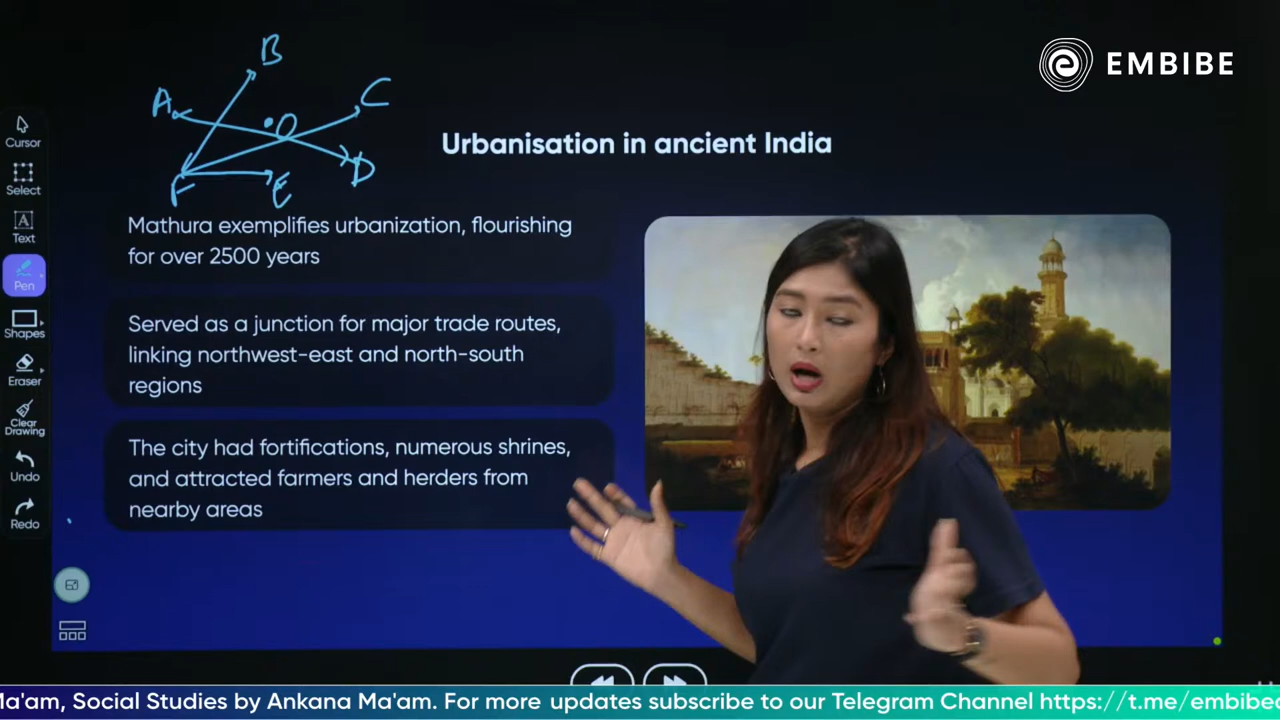 EMBIBE
B
A
C
O
D
F
E
Cursor
Select
Text
Pen
Shapes
Eraser
Clear
Drawing
Undo
Redo
Urbanisation in ancient India
Mathura exemplifies urbanization, flourishing
for over 2500 years
Served as a junction for major trade routes,
linking northwest-east and north-south
regions
The city had fortifications, numerous shrines,
and attracted farmers and herders from
nearby areas
Ma'am, Social Studies by Ankana Ma'am. For more updates subscribe to our Telegram Channel https://t.me/embibe